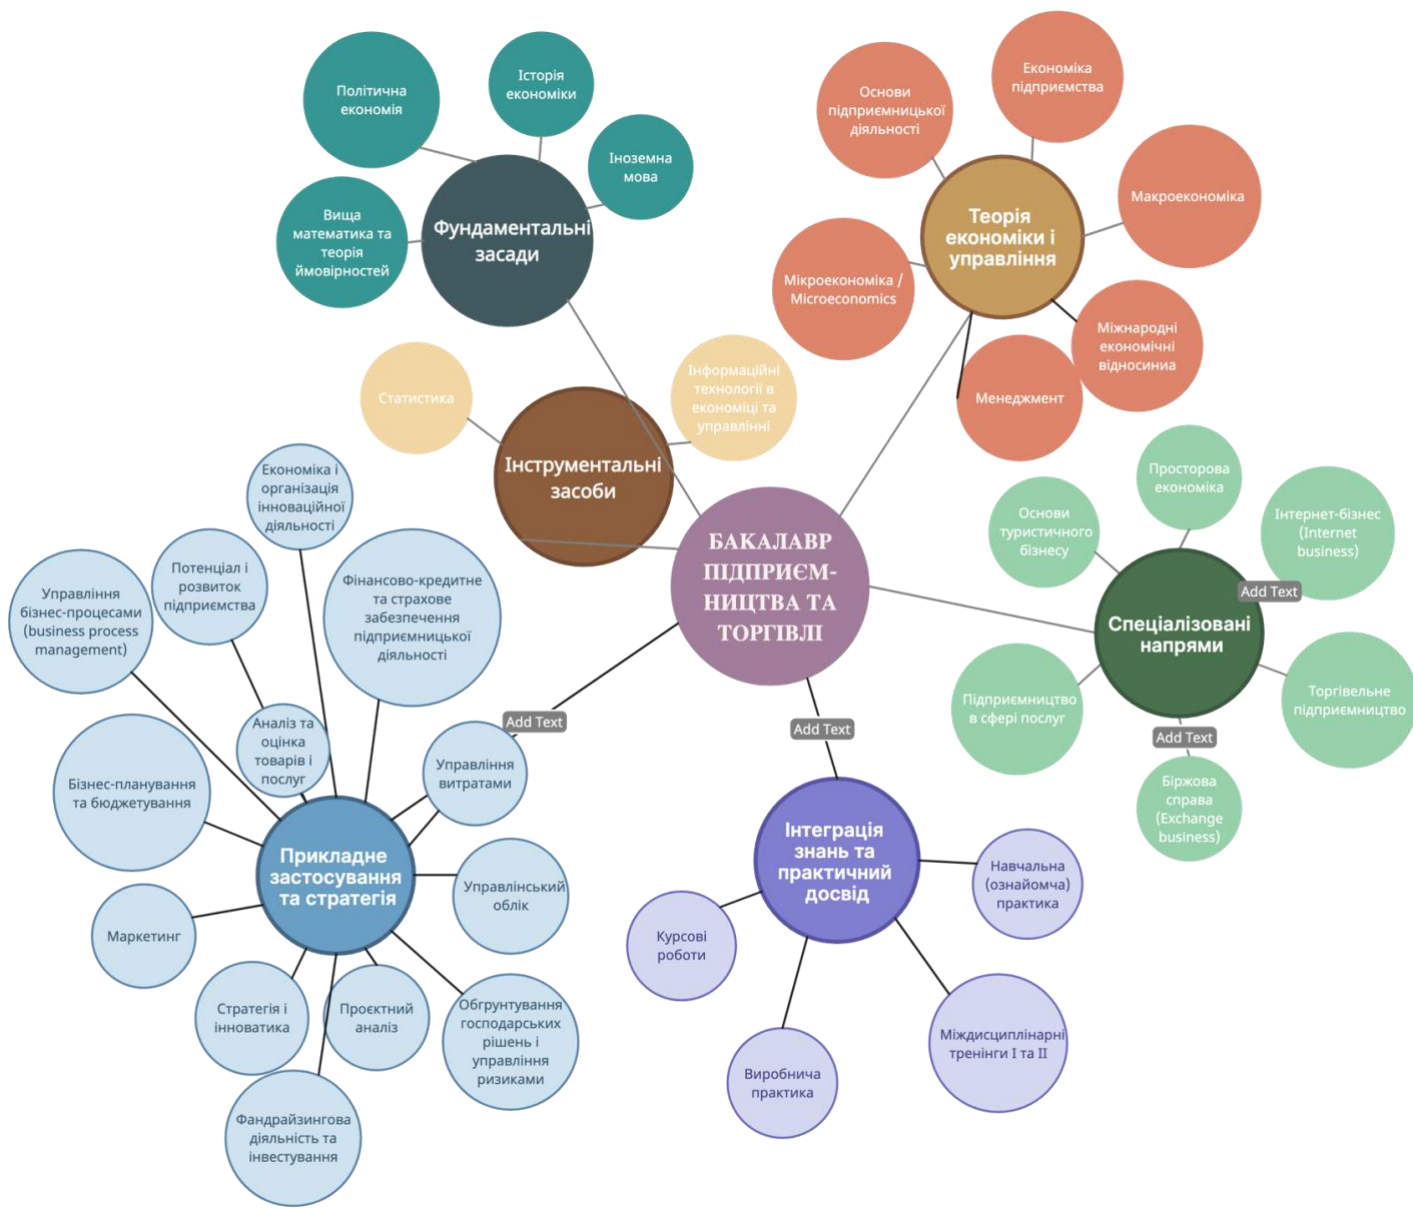 Політична
економія
Історія
економіки
Іноземна
мова
Вища
математика та
теорія
ймовірностей
Фундаментальні
засади
Основи
підприємницької
діяльності
Економіка
підприємства
Макроекономіка
Теорія
економіки і
управління
Мікроекономіка /
Microeconomics
Міжнародні
економічні
відносиниа
Менеджмент
Статистика
Інформаційні
технології в
економіці та
управлінні
Інструментальні
засоби
БАКАЛАВР
ПІДПРИЄМ-
НИЦТВА ТА
ТОРГІВЛІ
Просторова
економіка
Основи
туристичного
бізнесу
Інтернет-бізнес
(Internet
business)
Add Text
Спеціалізовані
напрями
Підприємництво
в сфері послуг
Торгівельне
підприємництво
Add Text
Біржова
справа
(Exchange
business)
Економіка і
організація
інноваційної
діяльності
Потенціал і
розвиток
підприємства
Управління
бізнес-процесами
(business process
management)
Фінансово-кредитне
та страхове
забезпечення
підприємницької
діяльності
Аналіз та
оцінка
товарів і
послуг
Add Text
Управління
витратами
Бізнес-планування
та бюджетування
Прикладне
застосування
та стратегія
Управлінський
облік
Маркетинг
Стратегія і
інноватика
Проєктний
аналіз
Обгрунтування
господарських
рішень і
управління
ризиками
Фандрайзингова
діяльність та
інвестування
Add Text
Інтеграція
знань та
практичний
досвід
Навчальна
(ознайомча)
практика
Курсові
роботи
Міждисциплінарні
тренінги І та ІІ
Виробнича
практика